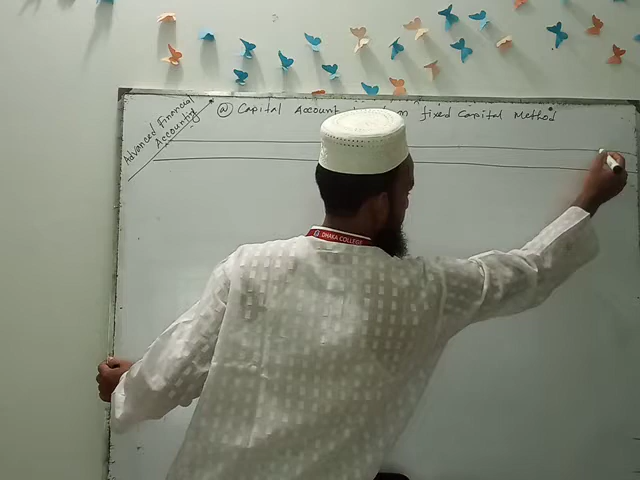 Advanced Financial
Accounting
(a) Capital Account fixed Capital Method
DHAKA COLLEGE